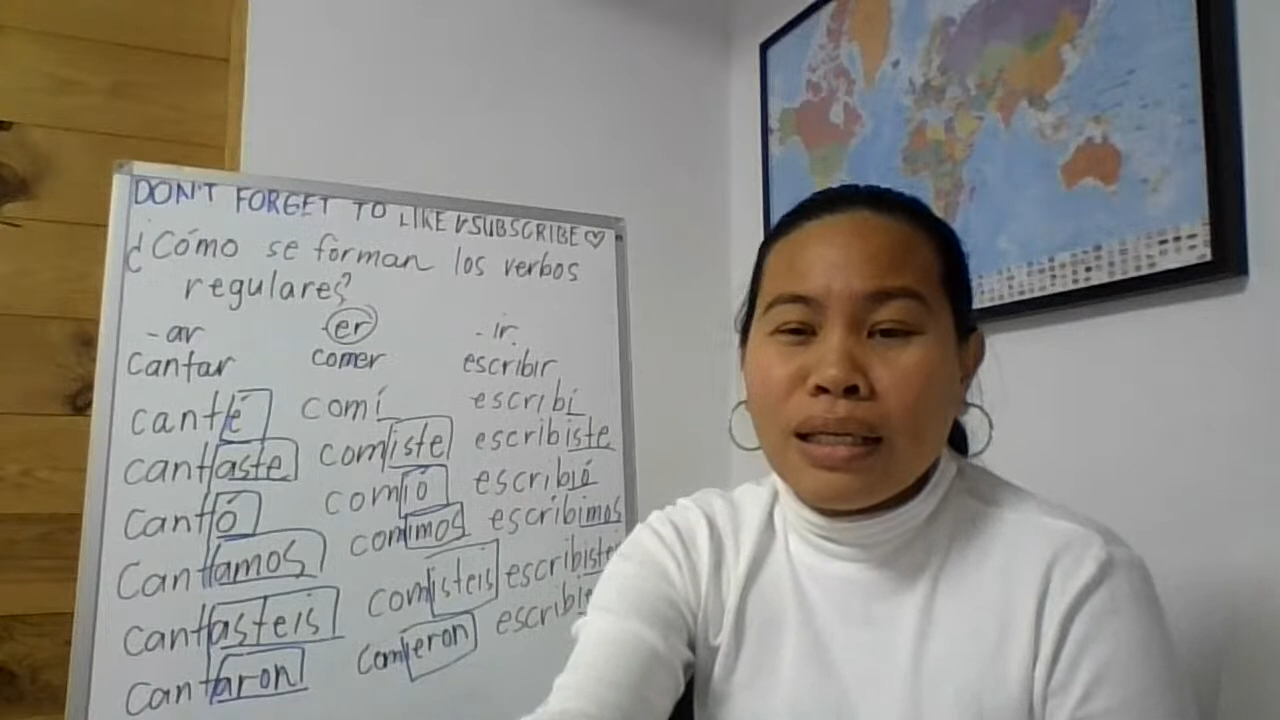 DON'T FORGET TO LIKE & SUBSCRIBE ♡
¿Cómo se forman los verbos
regulares?
-ar er -ir
cantar comer escribir
canté comí escribí
cantaste comiste escribiste
cantó comió escribió
cantamos comimos escribimos
cantasteis comisteis
cantaron comieron